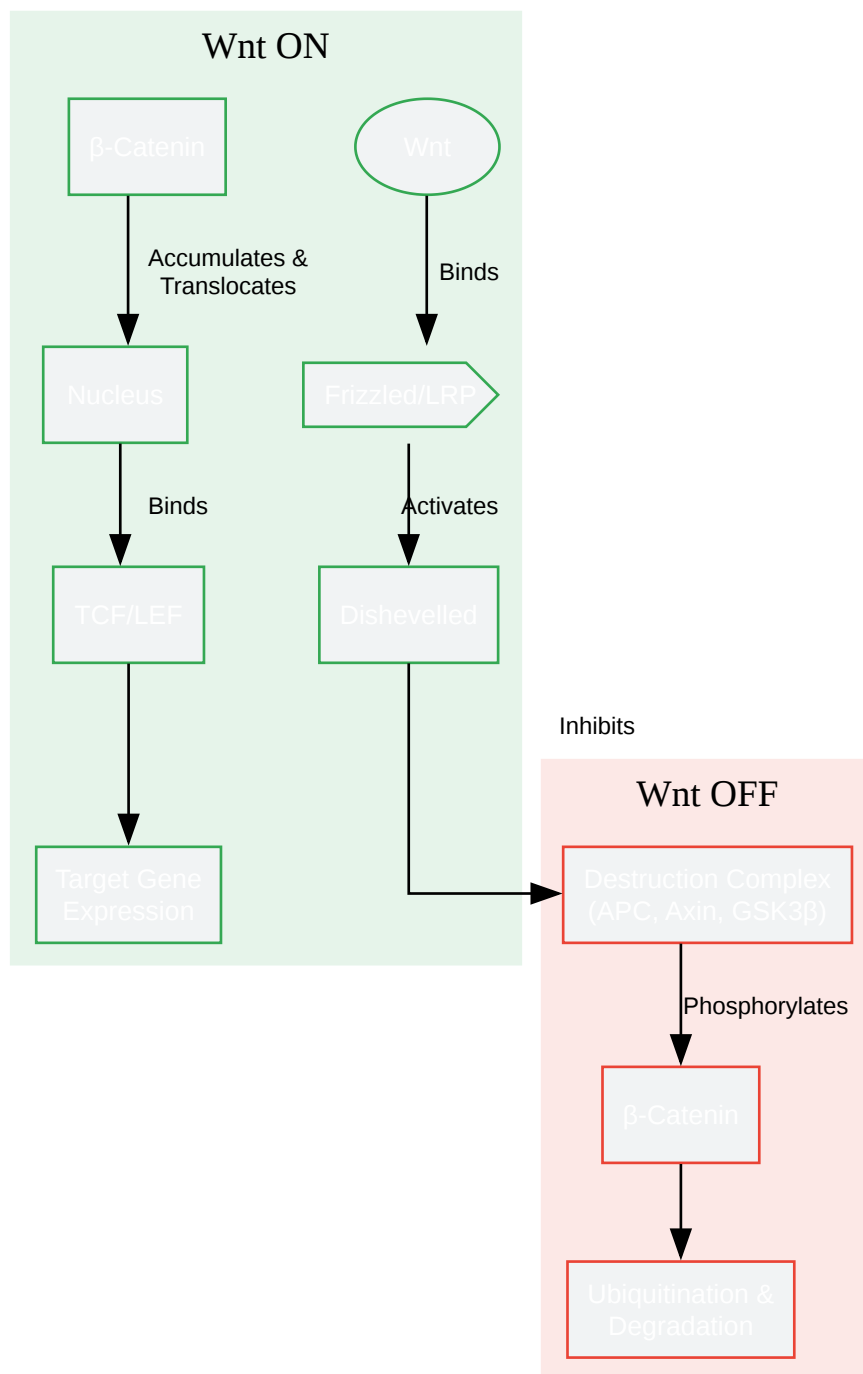 Wnt ON
β-Catenin
Wnt
Accumulates &
Translocates
Binds
Nucleus
Frizzled/LRP
Binds
Activates
TCF/LEF
Dishevelled
Inhibits
Wnt OFF
Target Gene
Expression
Destruction Complex
(APC, Axin, GSK3β)
Phosphorylates
β-Catenin
Ubiquitination &
Degradation